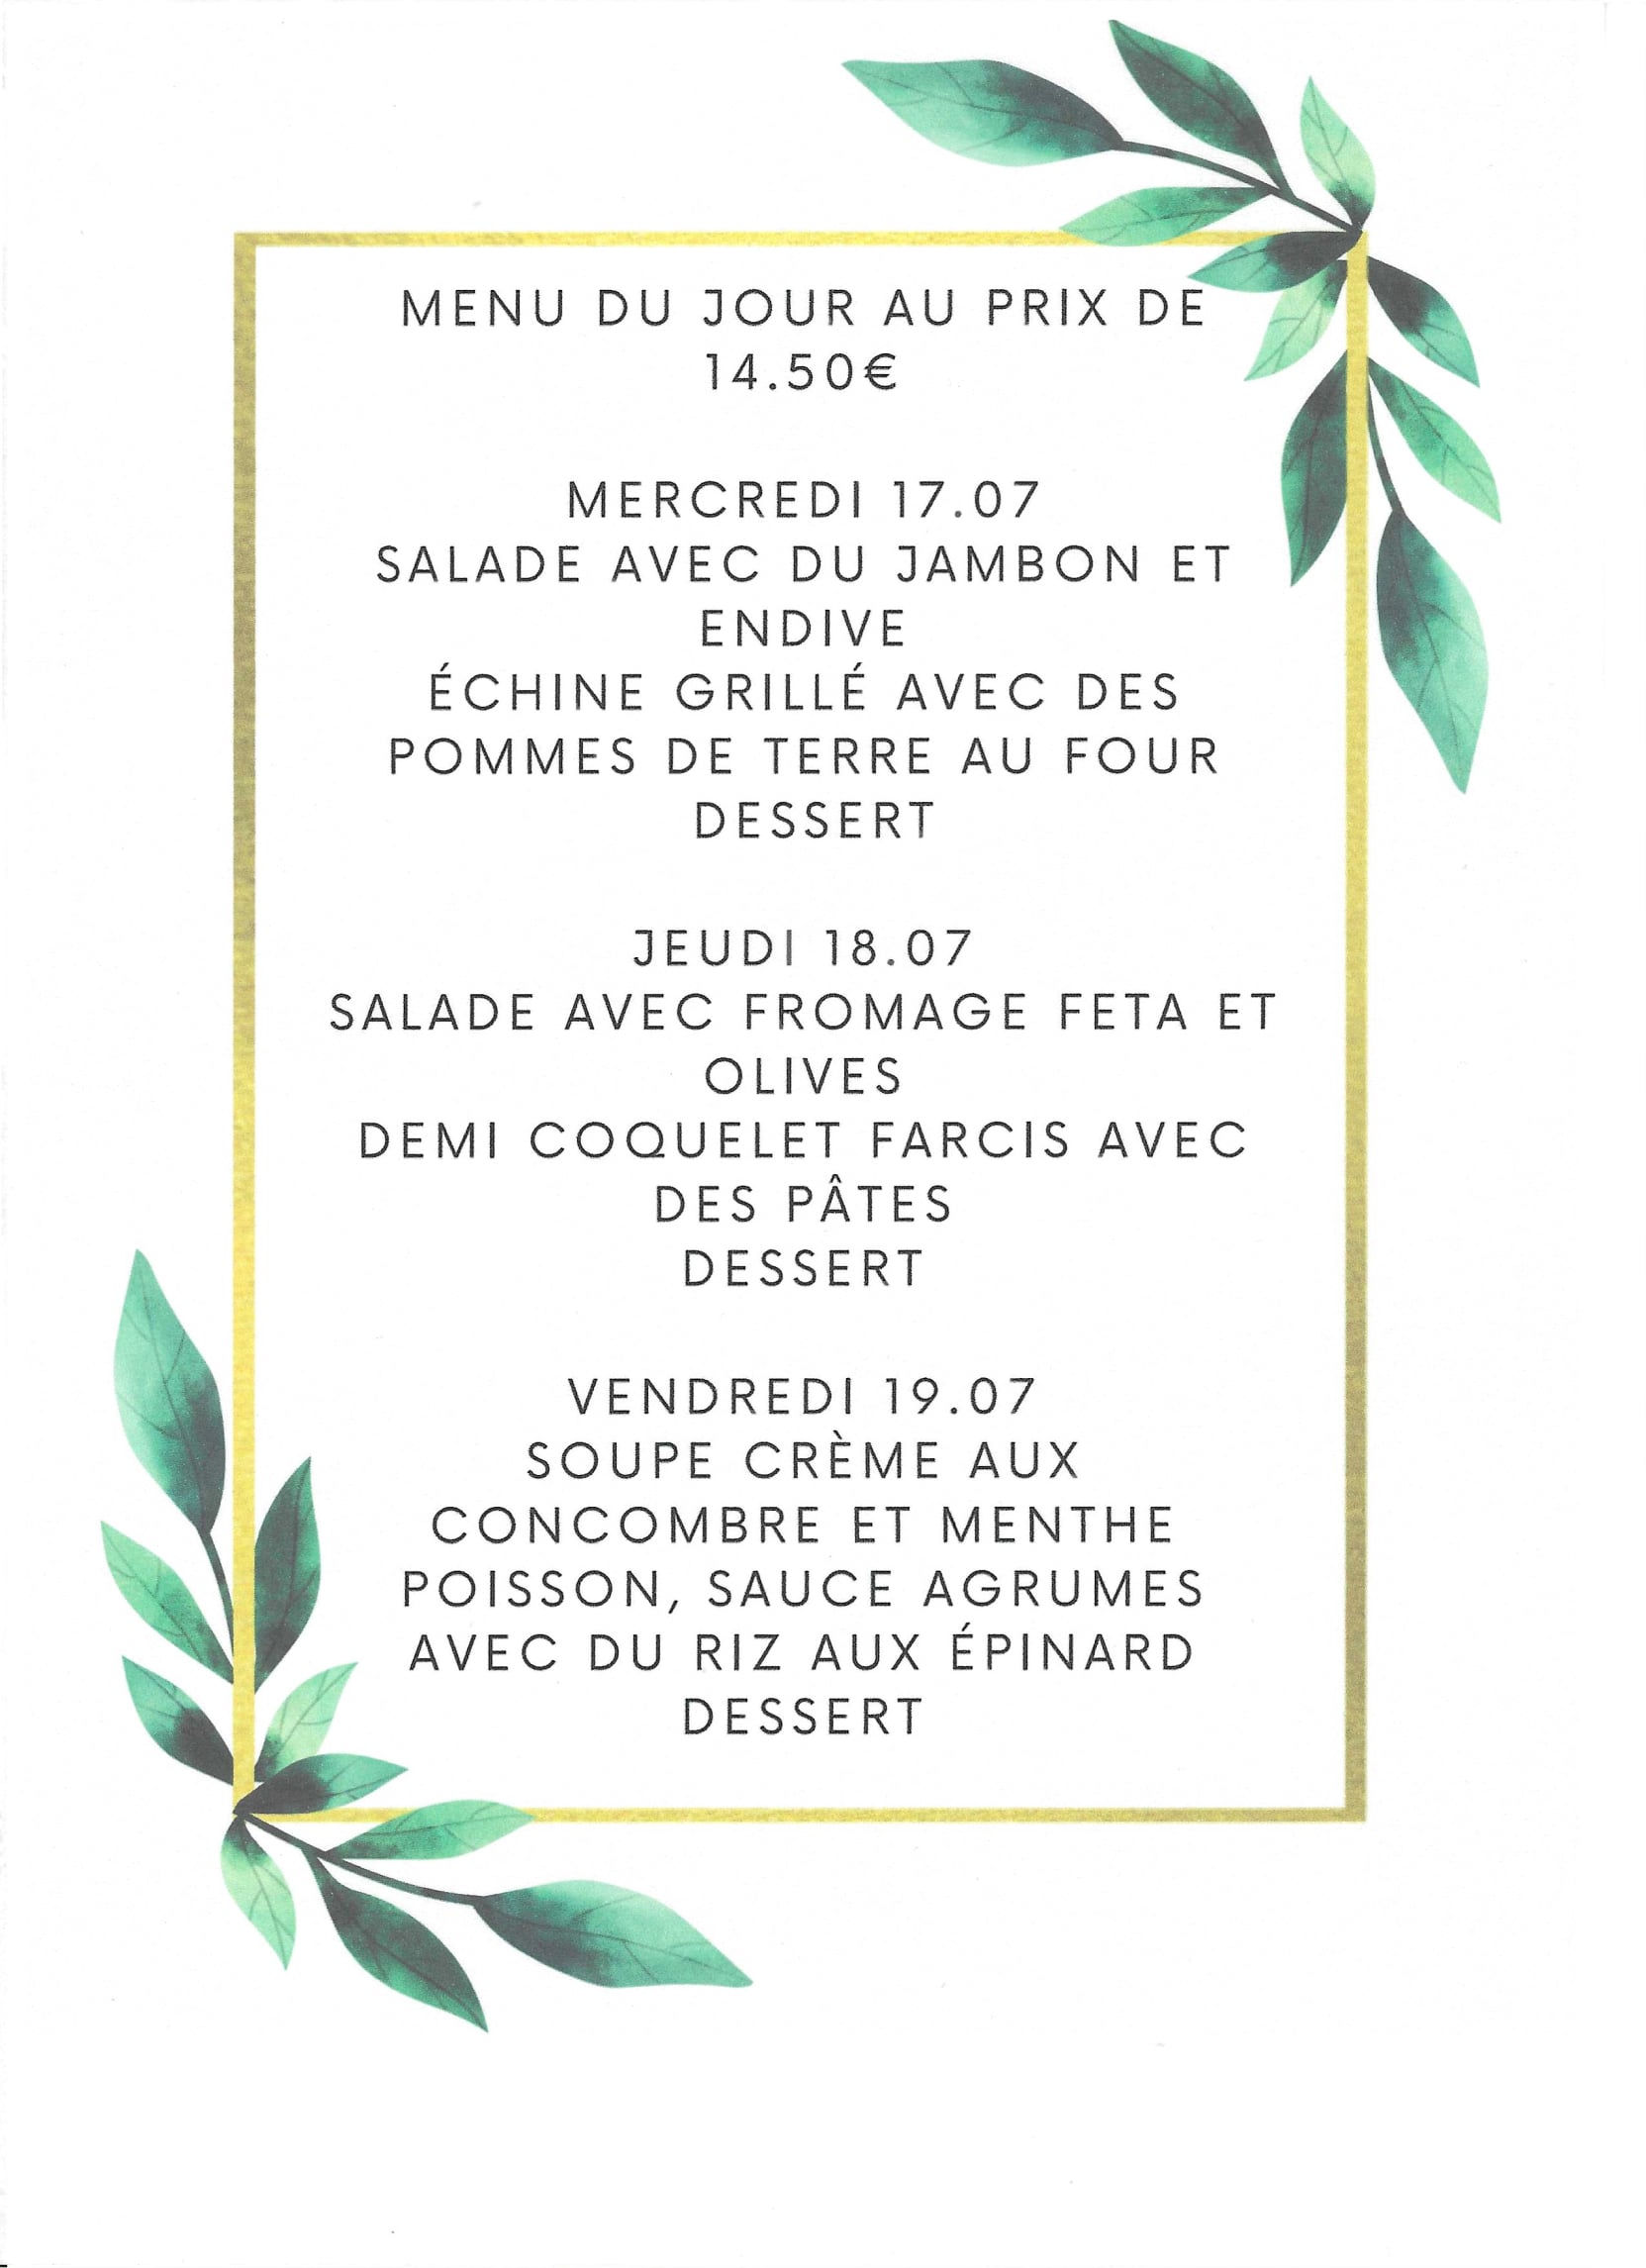 MENU DU JOUR AU PRIX DE
14.50€
MERCREDI 17.07
SALADE AVEC DU JAMBON ET
ENDIVE
ÉCHINE GRILLÉ AVEC DES
POMMES DE TERRE AU FOUR
DESSERT
JEUDI 18.07
SALADE AVEC FROMAGE FETA ET
OLIVES
DEMI COQUELET FARCIS AVEC
DES PÂTES
DESSERT
VENDREDI 19.07
SOUPE CRÈME AUX
CONCOMBRE ET MENTHE
POISSON, SAUCE AGRUMES
AVEC DU RIZ AUX ÉPINARD
DESSERT